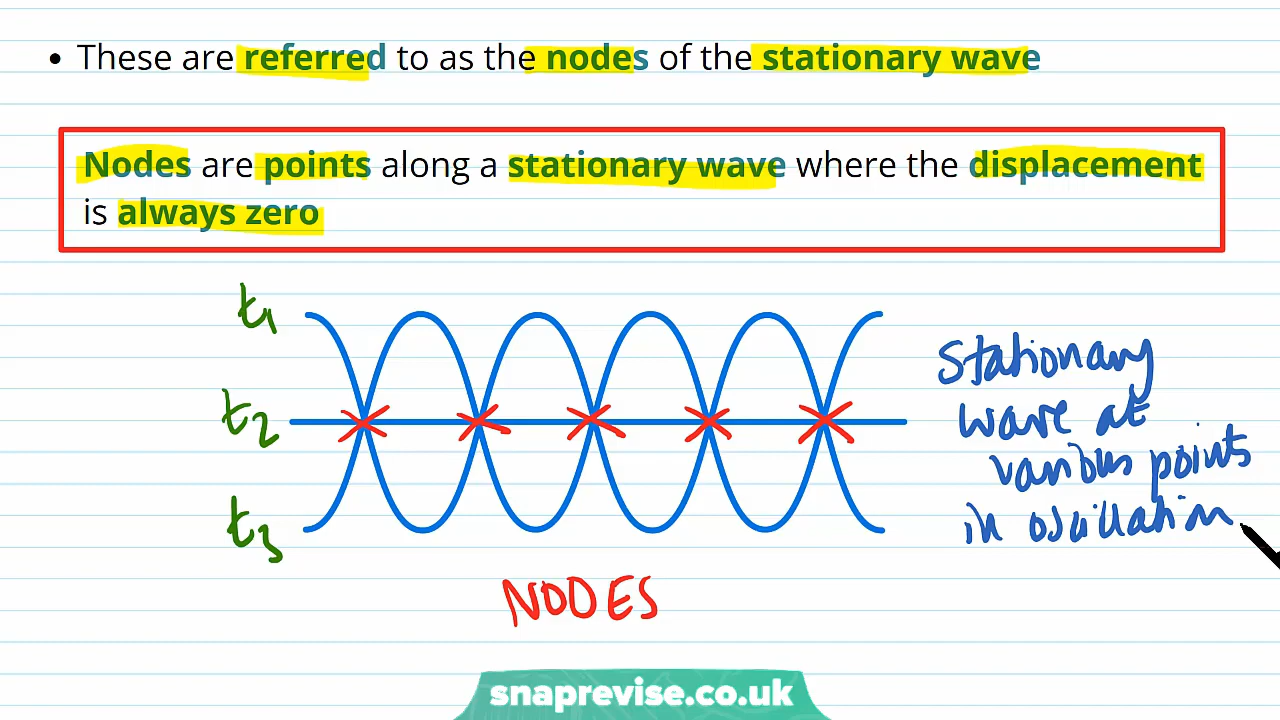 • These are referred to as the nodes of the stationary wave
Nodes are points along a stationary wave where the displacement
is always zero
t1
t2
t3
Stationary
wave at
various points
in oscillation
NODES
snaprevise.co.uk